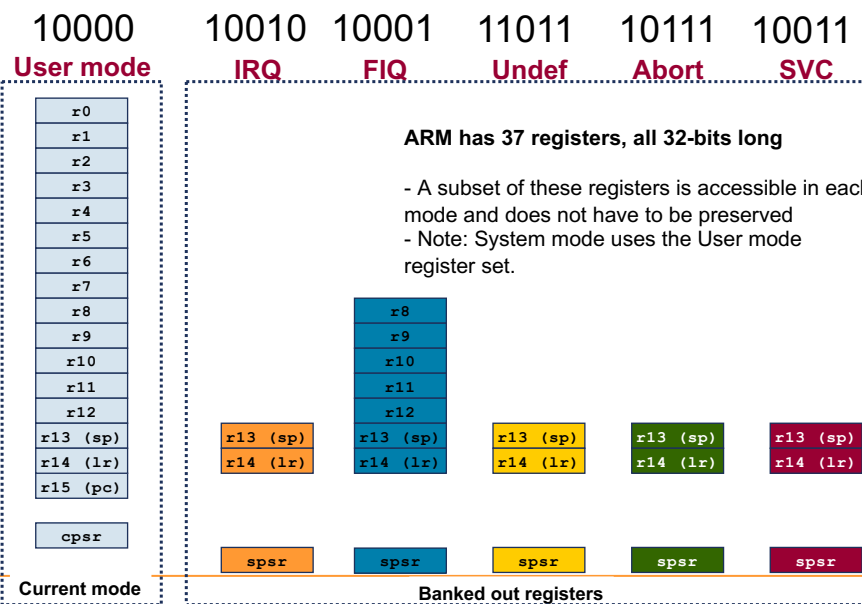 10000 10010 10001 11011 10111 10011
User mode IRQ FIQ Undef Abort SVC
r0
r1
r2
r3
r4
r5
r6
r7
r8
r9
r10
r11
r12
r13 (sp)
r14 (lr)
r15 (pc)
cpsr
Current mode
ARM has 37 registers, all 32-bits long
- A subset of these registers is accessible in each
mode and does not have to be preserved
- Note: System mode uses the User mode
register set.
r13 (sp)
r14 (lr)
spsr
r8
r9
r10
r11
r12
r13 (sp)
r14 (lr)
spsr
r13 (sp)
r14 (lr)
spsr
r13 (sp)
r14 (lr)
spsr
r13 (sp)
r14 (lr)
spsr
Banked out registers